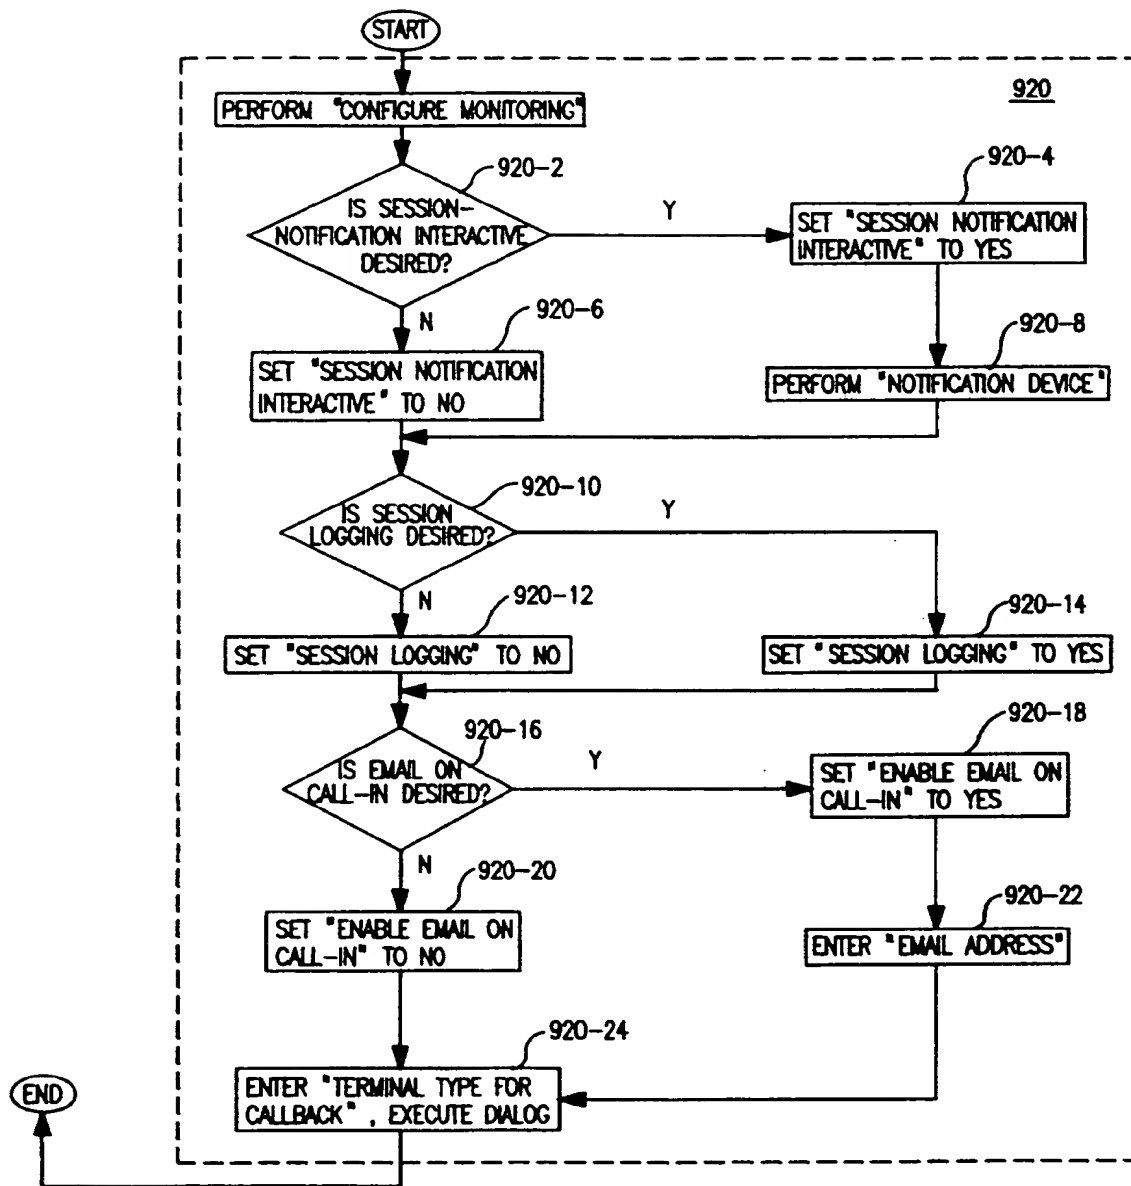 START
920
PERFORM "CONFIGURE MONITORING"
920-2
IS SESSION-
NOTIFICATION INTERACTIVE
DESIRED?
Y
920-4
SET "SESSION NOTIFICATION
INTERACTIVE" TO YES
N
920-6
SET "SESSION NOTIFICATION
INTERACTIVE" TO NO
920-8
PERFORM "NOTIFICATION DEVICE"
920-10
IS SESSION
LOGGING DESIRED?
Y
N
920-12
SET "SESSION LOGGING" TO NO
920-14
SET "SESSION LOGGING" TO YES
920-16
IS EMAIL ON
CALL-IN DESIRED?
Y
920-18
SET "ENABLE EMAIL ON
CALL-IN" TO YES
N
920-20
SET "ENABLE EMAIL ON
CALL-IN" TO NO
920-22
ENTER "EMAIL ADDRESS"
920-24
ENTER "TERMINAL TYPE FOR
CALLBACK" , EXECUTE DIALOG
END